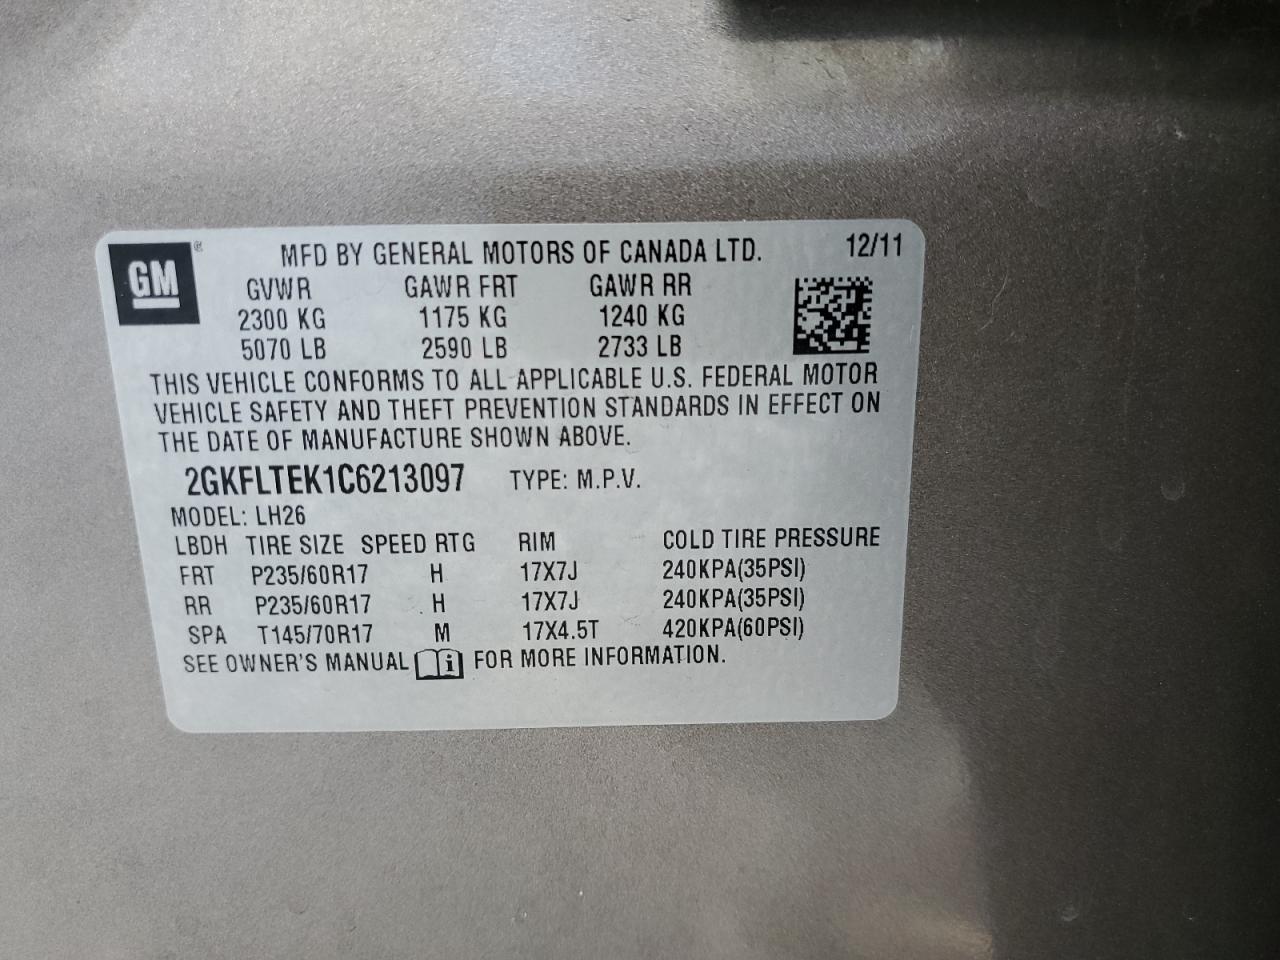 GM ® MFD BY GENERAL MOTORS OF CANADA LTD. 12/11
GVWR GAWR FRT GAWR RR
2300 KG 1175 KG 1240 KG
5070 LB 2590 LB 2733 LB
THIS VEHICLE CONFORMS TO ALL APPLICABLE U.S. FEDERAL MOTOR
VEHICLE SAFETY AND THEFT PREVENTION STANDARDS IN EFFECT ON
THE DATE OF MANUFACTURE SHOWN ABOVE.
2GKFLTEK1C6213097 TYPE: M.P.V.
MODEL: LH26
LBDH TIRE SIZE SPEED RTG RIM COLD TIRE PRESSURE
FRT P235/60R17 H 17X7J 240KPA(35PSI)
RR P235/60R17 H 17X7J 240KPA(35PSI)
SPA T145/70R17 M 17X4.5T 420KPA(60PSI)
SEE OWNER'S MANUAL i FOR MORE INFORMATION.